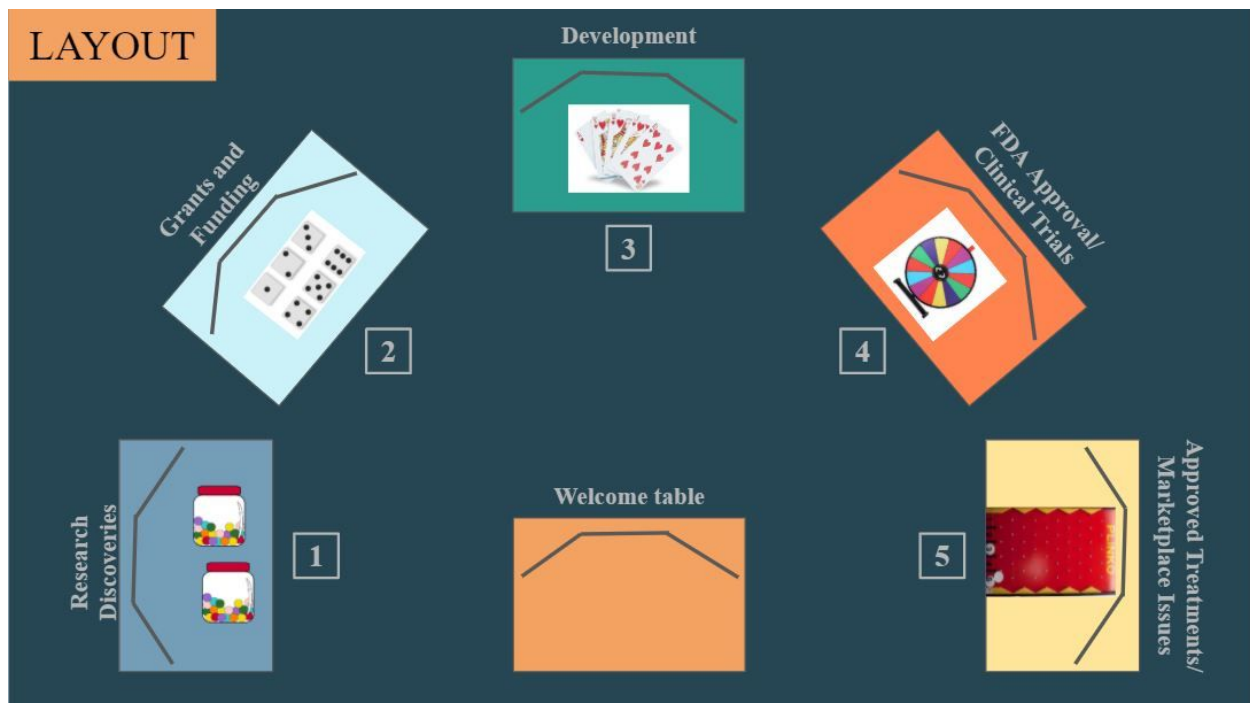 LAYOUT
Development
Grants and
Funding
FDA Approval/
Clinical Trials
3
2
4
Research
Discoveries
1
Welcome table
5
Approved Treatments/
Marketplace Issues